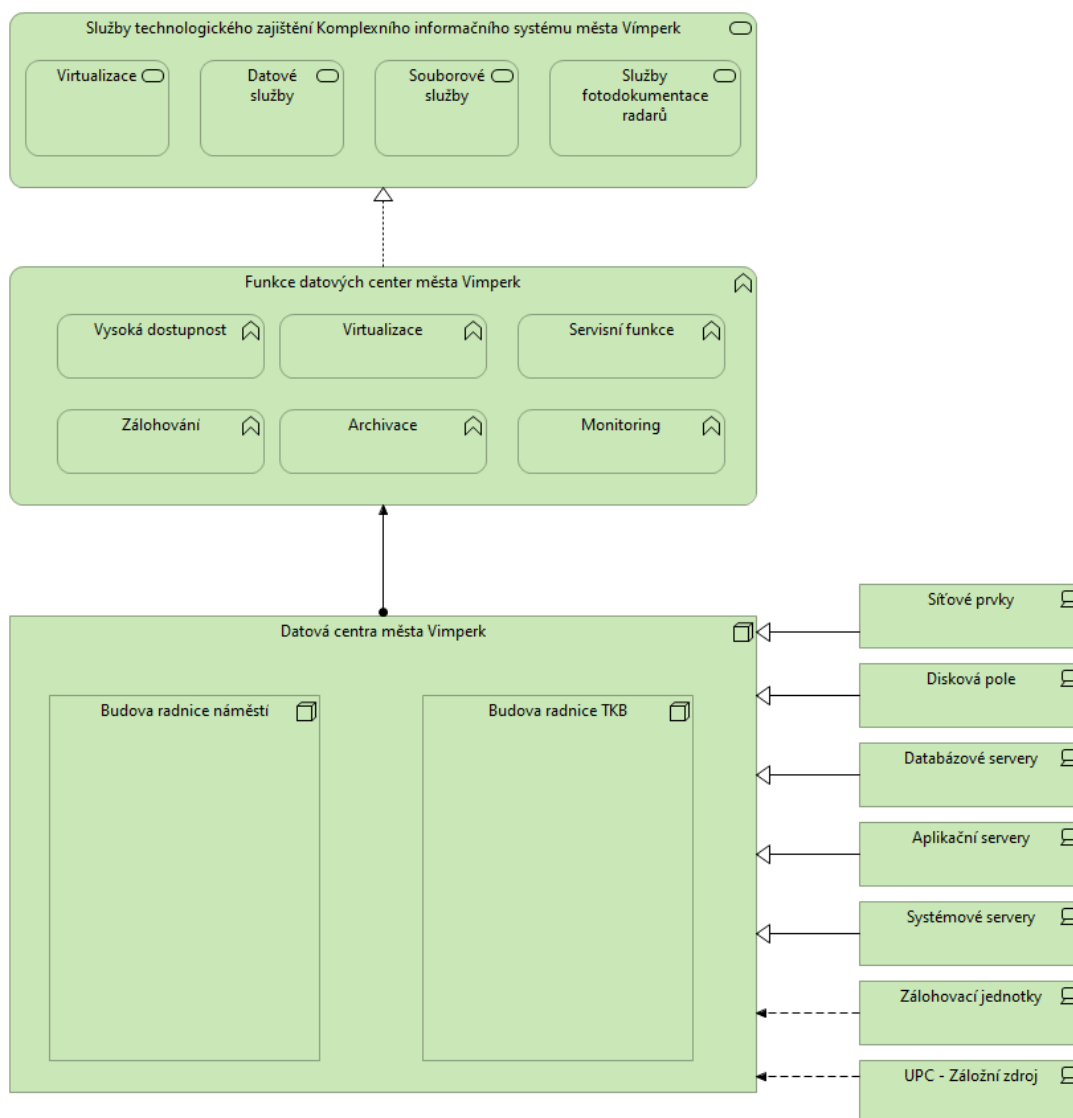 Služby technologického zajištění Komplexního informačního systému města Vimperk
Virtualizace
Datové
služby
Souborové
služby
Služby
fotodokumentace
radarů
Funkce datových center města Vimperk
Vysoká dostupnost
Virtualizace
Servisní funkce
Zálohování
Archivace
Monitoring
Datová centra města Vimperk
Budova radnice náměstí
Budova radnice TKB
Síťové prvky
Disková pole
Databázové servery
Aplikační servery
Systémové servery
Zálohovací jednotky
UPC - Záložní zdroj